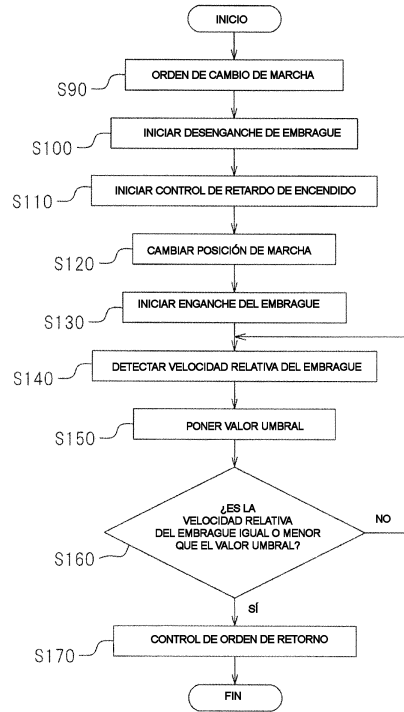 INICIO
S90
ORDEN DE CAMBIO DE MARCHA
S100
INICIAR DESENGANCHE DE EMBRAGUE
S110
INICIAR CONTROL DE RETARDO DE ENCENDIDO
S120
CAMBIAR POSICIÓN DE MARCHA
S130
INICIAR ENGANCHE DEL EMBRAGUE
S140
DETECTAR VELOCIDAD RELATIVA DEL EMBRAGUE
S150
PONER VALOR UMBRAL
S160
¿ES LA
VELOCIDAD RELATIVA
DEL EMBRAGUE IGUAL O MENOR
QUE EL VALOR UMBRAL?
NO
SÍ
S170
CONTROL DE ORDEN DE RETORNO
FIN